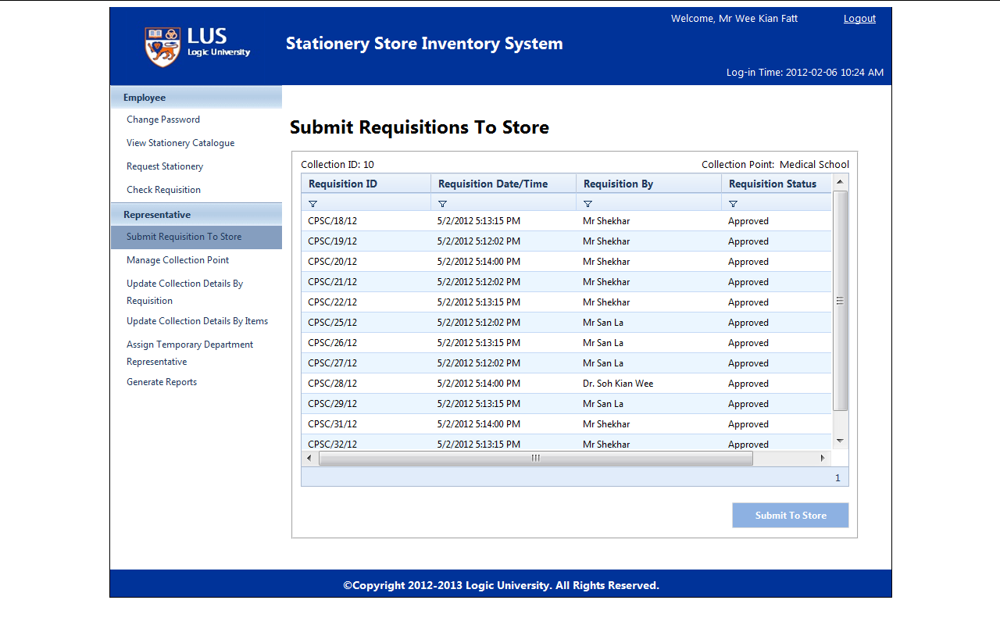 Welcome, Mr Wee Kian Fatt Logout
LUS
Logic University
Stationery Store Inventory System
Log-in Time: 2012-02-06 10:24 AM
Employee
Change Password
View Stationery Catalogue
Request Stationery
Check Requisition
Representative
Submit Requisition To Store
Manage Collection Point
Update Collection Details By
Requisition
Update Collection Details By Items
Assign Temporary Department
Representative
Generate Reports
Submit Requisitions To Store
Collection ID: 10 Collection Point: Medical School
Requisition ID Requisition Date/Time Requisition By Requisition Status
CPSC/18/12 5/2/2012 5:13:15 PM Mr Shekhar Approved
CPSC/19/12 5/2/2012 5:12:02 PM Mr Shekhar Approved
CPSC/20/12 5/2/2012 5:14:00 PM Mr Shekhar Approved
CPSC/21/12 5/2/2012 5:12:02 PM Mr Shekhar Approved
CPSC/22/12 5/2/2012 5:13:15 PM Mr Shekhar Approved
CPSC/25/12 5/2/2012 5:12:02 PM Mr San La Approved
CPSC/26/12 5/2/2012 5:13:15 PM Mr San La Approved
CPSC/27/12 5/2/2012 5:12:02 PM Mr San La Approved
CPSC/28/12 5/2/2012 5:14:00 PM Dr. Soh Kian Wee Approved
CPSC/29/12 5/2/2012 5:13:15 PM Mr San La Approved
CPSC/31/12 5/2/2012 5:14:00 PM Mr Shekhar Approved
CPSC/32/12 5/2/2012 5:13:15 PM Mr Shekhar Approved
1
Submit To Store
©Copyright 2012-2013 Logic University. All Rights Reserved.